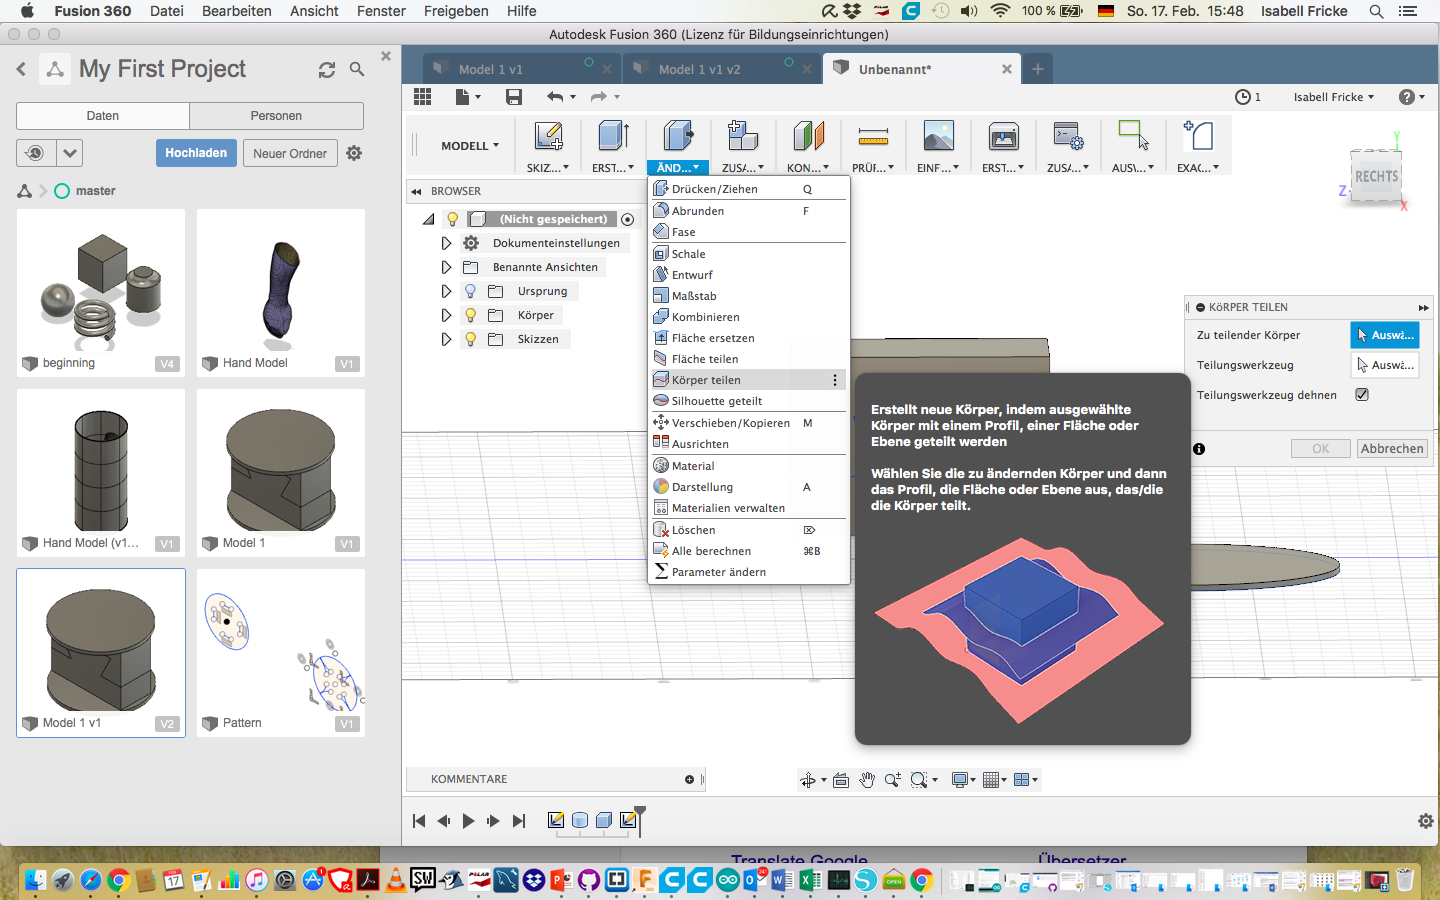 Fusion 360 Datei Bearbeiten Ansicht Fenster Freigeben Hilfe 100 % So. 17. Feb. 15:48 Isabell Fricke
Autodesk Fusion 360 (Lizenz für Bildungseinrichtungen)
My First Project
Daten Personen
Hochladen Neuer Ordner
master
beginning V4
Hand Model V1
Hand Model (v1... V1
Model 1 V1
Model 1 v1 V2
Pattern V1
Model 1 v1 Model 1 v1 v2 Unbenannt*
1 Isabell Fricke
MODELL SKIZ... ERST... ÄND... ZUSA... KON... PRÜF... EINF... ERST... ZUSA... AUSW... EXAC...
BROWSER
(Nicht gespeichert)
Dokumenteinstellungen
Benannte Ansichten
Ursprung
Körper
Skizzen
Drücken/Ziehen Q
Abrunden F
Fase
Schale
Entwurf
Maßstab
Kombinieren
Fläche ersetzen
Fläche teilen
Körper teilen
Silhouette geteilt
Verschieben/Kopieren M
Ausrichten
Material
Darstellung A
Materialien verwalten
Löschen ⌦
Alle berechnen ⌘B
Parameter ändern
Erstellt neue Körper, indem ausgewählte
Körper mit einem Profil, einer Fläche oder
Ebene geteilt werden
Wählen Sie die zu ändernden Körper und dann
das Profil, die Fläche oder Ebene aus, das/die
die Körper teilt.
Y
RECHTS
Z
X
KÖRPER TEILEN
Zu teilender Körper Auswä...
Teilungswerkzeug Auswä...
Teilungswerkzeug dehnen
OK Abbrechen
KOMMENTARE
Translate Google Übersetzer